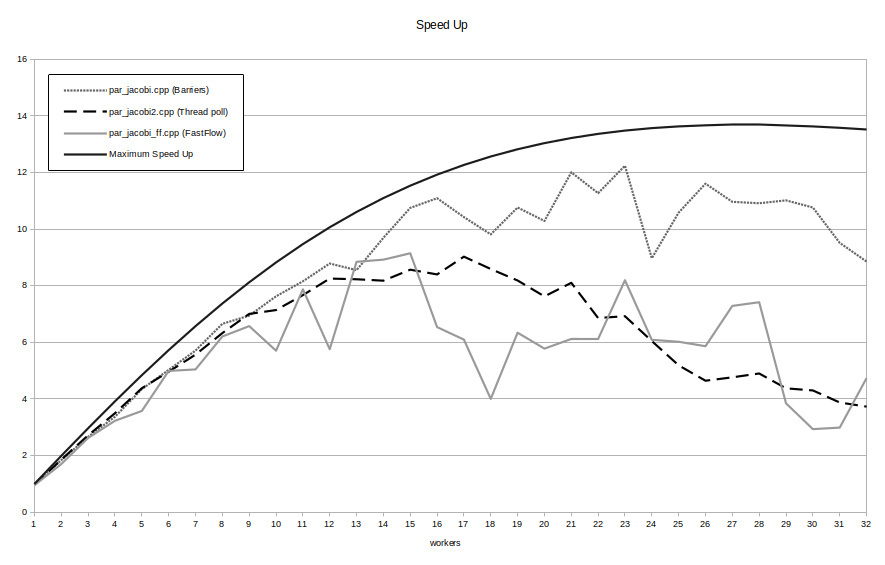 Speed Up
16
14
12
10
8
6
4
2
0
par_jacobi.cpp (Barriers)
par_jacobi2.cpp (Thread poll)
par_jacobi_ff.cpp (FastFlow)
Maximum Speed Up
1 2 3 4 5 6 7 8 9 10 11 12 13 14 15 16 17 18 19 20 21 22 23 24 25 26 27 28 29 30 31 32
workers